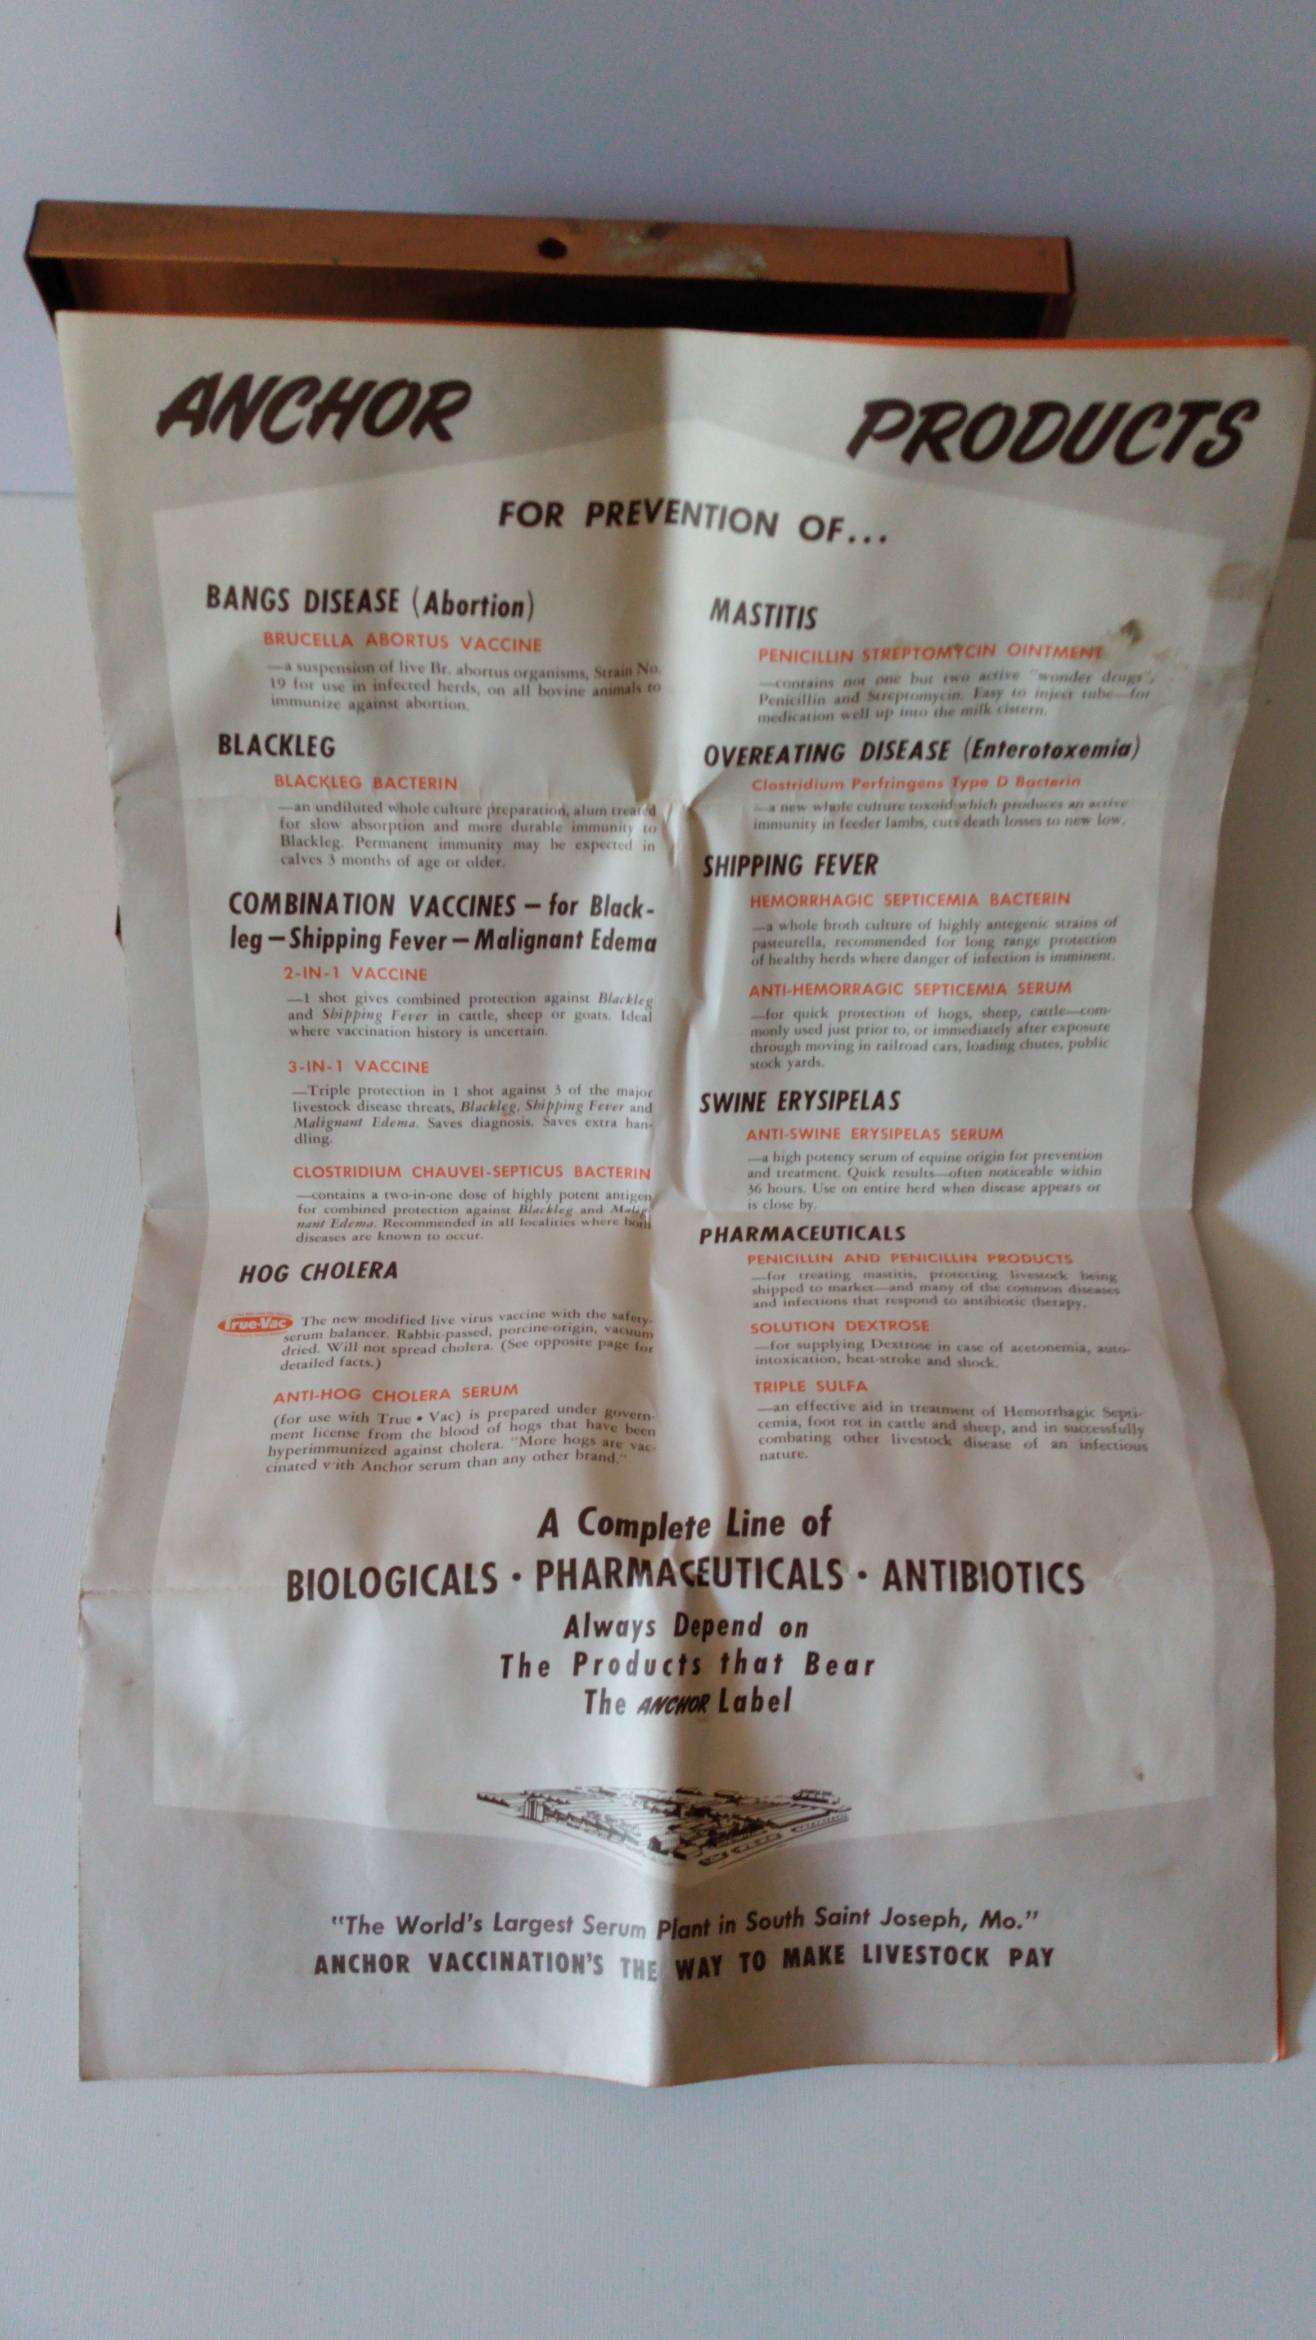 ANCHOR PRODUCTS
FOR PREVENTION OF...
BANGS DISEASE (Abortion)
BRUCELLA ABORTUS VACCINE
—a suspension of live Br. abortus organisms, Strain No.
19 for use in infected herds, on all bovine animals to
immunize against abortion.
BLACKLEG
BLACKLEG BACTERIN
—an undiluted whole culture preparation, alum treated
for slow absorption and more durable immunity to
Blackleg. Permanent immunity may be expected in
calves 3 months of age or older.
COMBINATION VACCINES – for Black-
leg – Shipping Fever – Malignant Edema
2-IN-1 VACCINE
—1 shot gives combined protection against Blackleg
and Shipping Fever in cattle, sheep or goats. Ideal
where vaccination history is uncertain.
3-IN-1 VACCINE
—Triple protection in 1 shot against 3 of the major
livestock disease threats, Blackleg, Shipping Fever and
Malignant Edema. Saves diagnosis. Saves extra han-
dling.
CLOSTRIDIUM CHAUVEI-SEPTICUS BACTERIN
—contains a two-in-one dose of highly potent antigen
for combined protection against Blackleg and Malig-
nant Edema. Recommended in all localities where both
diseases are known to occur.
HOG CHOLERA
True-Vac The new modified live virus vaccine with the safety-
serum balancer. Rabbit-passed, porcine-origin, vacuum
dried. Will not spread cholera. (See opposite page for
detailed facts.)
ANTI-HOG CHOLERA SERUM
(for use with True • Vac) is prepared under govern-
ment license from the blood of hogs that have been
hyperimmunized against cholera. "More hogs are vac-
cinated with Anchor serum than any other brand."
MASTITIS
PENICILLIN STREPTOMYCIN OINTMENT
—contains not one but two active "wonder drugs",
Penicillin and Streptomycin. Easy to inject tube—for
medication well up into the milk cistern.
OVEREATING DISEASE (Enterotoxemia)
Clostridium Perfringens Type D Bacterin
—a new whole culture toxoid which produces an active
immunity in feeder lambs, cuts death losses to new low.
SHIPPING FEVER
HEMORRHAGIC SEPTICEMIA BACTERIN
—a whole broth culture of highly antegenic strains of
pasteurella, recommended for long range protection
of healthy herds where danger of infection is imminent.
ANTI-HEMORRAGIC SEPTICEMIA SERUM
—for quick protection of hogs, sheep, cattle—com-
monly used just prior to, or immediately after exposure
through moving in railroad cars, loading chutes, public
stock yards.
SWINE ERYSIPELAS
ANTI-SWINE ERYSIPELAS SERUM
—a high potency serum of equine origin for prevention
and treatment. Quick results—often noticeable within
36 hours. Use on entire herd when disease appears or
is close by.
PHARMACEUTICALS
PENICILLIN AND PENICILLIN PRODUCTS
—for treating mastitis, protecting livestock being
shipped to market—and many of the common diseases
and infections that respond to antibiotic therapy.
SOLUTION DEXTROSE
—for supplying Dextrose in case of acetonemia, auto-
intoxication, heat-stroke and shock.
TRIPLE SULFA
—an effective aid in treatment of Hemorrhagic Septi-
cemia, foot rot in cattle and sheep, and in successfully
combating other livestock disease of an infectious
nature.
A Complete Line of
BIOLOGICALS • PHARMACEUTICALS • ANTIBIOTICS
Always Depend on
The Products that Bear
The ANCHOR Label
"The World's Largest Serum Plant in South Saint Joseph, Mo."
ANCHOR VACCINATION'S THE WAY TO MAKE LIVESTOCK PAY